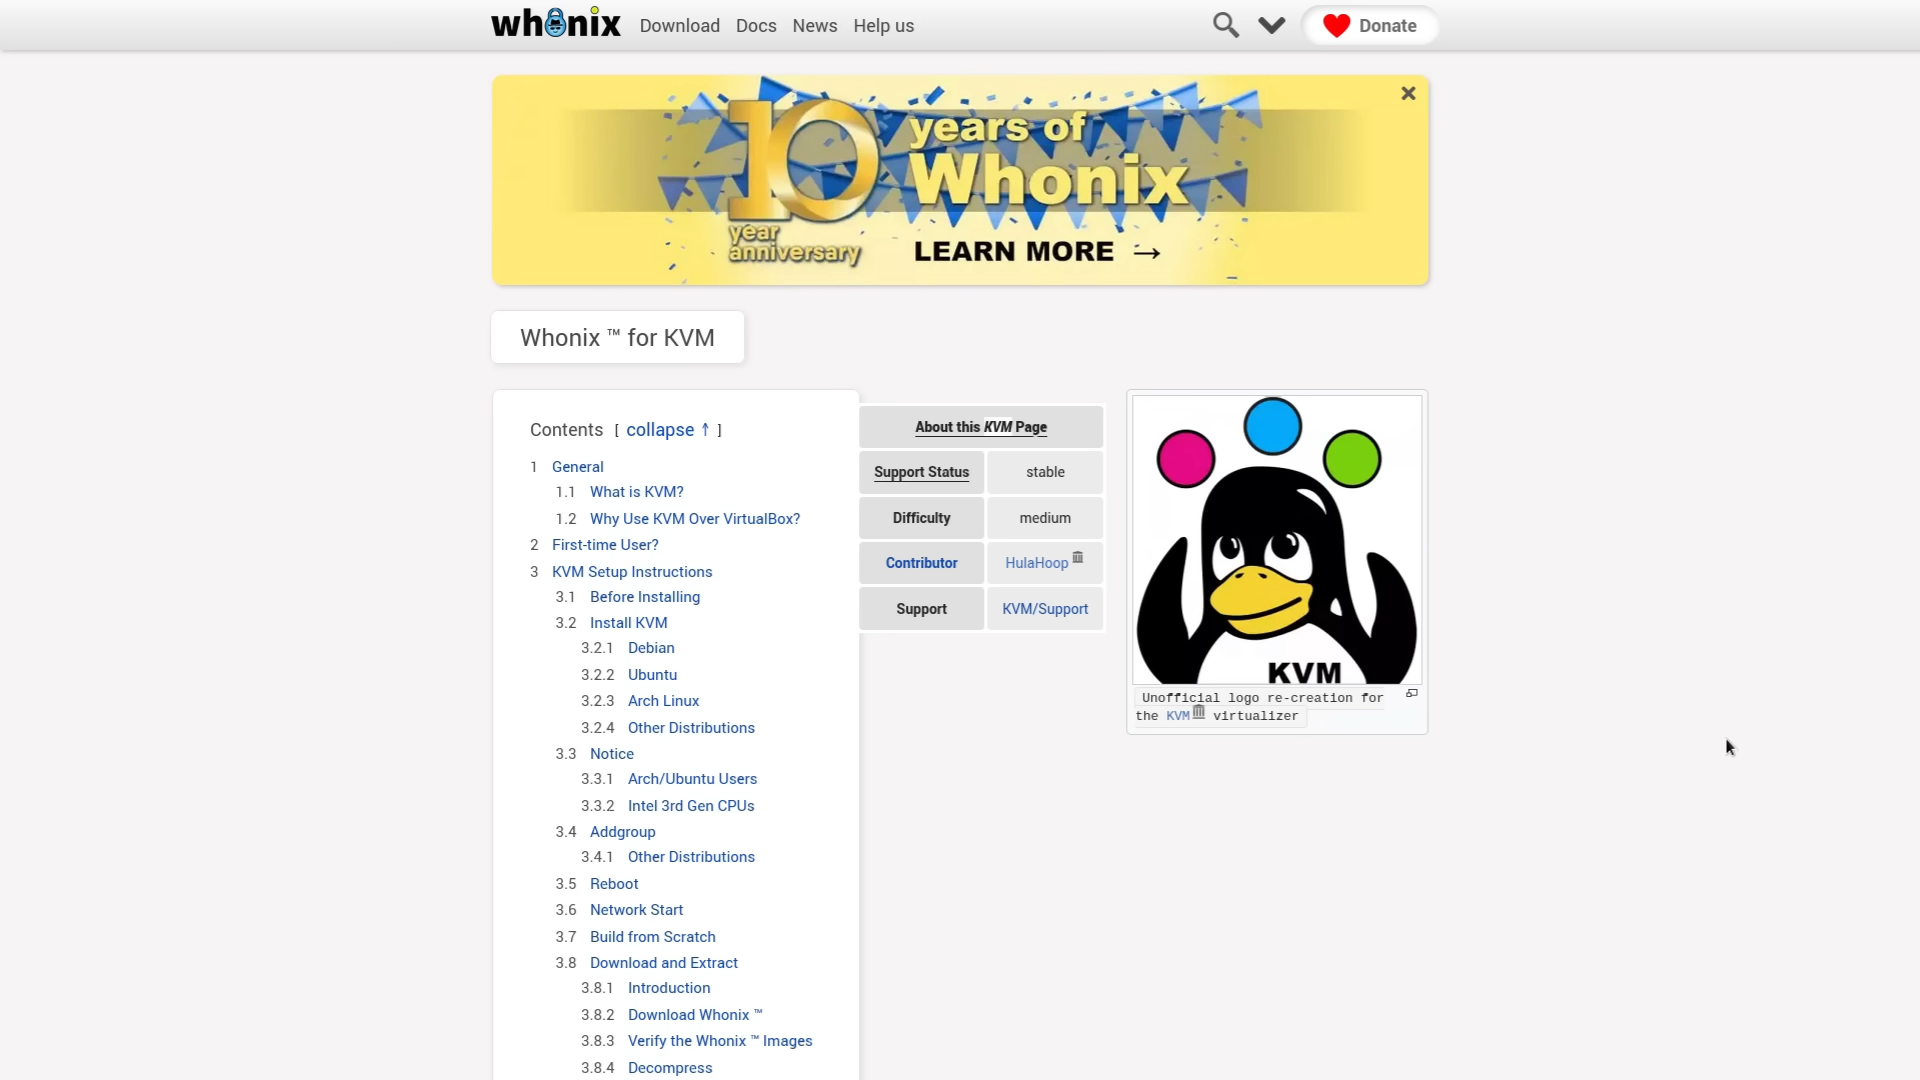 whonix Download Docs News Help us Donate
10 years of
Whonix
year
anniversary
LEARN MORE →
Whonix ™ for KVM
Contents [ collapse ↑ ]
1 General
1.1 What is KVM?
1.2 Why Use KVM Over VirtualBox?
2 First-time User?
3 KVM Setup Instructions
3.1 Before Installing
3.2 Install KVM
3.2.1 Debian
3.2.2 Ubuntu
3.2.3 Arch Linux
3.2.4 Other Distributions
3.3 Notice
3.3.1 Arch/Ubuntu Users
3.3.2 Intel 3rd Gen CPUs
3.4 Addgroup
3.4.1 Other Distributions
3.5 Reboot
3.6 Network Start
3.7 Build from Scratch
3.8 Download and Extract
3.8.1 Introduction
3.8.2 Download Whonix ™
3.8.3 Verify the Whonix ™ Images
3.8.4 Decompress
About this KVM Page
Support Status stable
Difficulty medium
Contributor HulaHoop
Support KVM/Support
KVM
Unofficial logo re-creation for
the KVM virtualizer